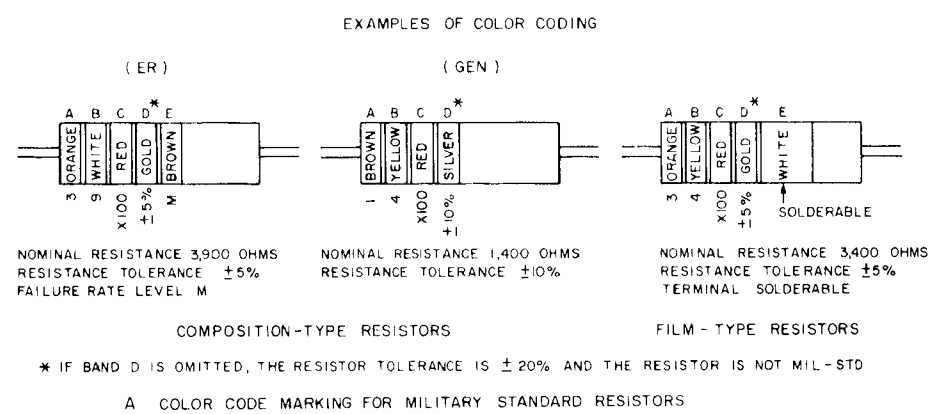 EXAMPLES OF COLOR CODING
(ER)
(GEN)
A B C D* E
ORANGE WHITE RED GOLD BROWN
3 9 X100 ±5% M
A B C D*
BROWN YELLOW RED SILVER
1 4 X100 ±10%
A B C D* E
ORANGE YELLOW RED GOLD WHITE
3 4 X100 ±5% SOLDERABLE
NOMINAL RESISTANCE 3,900 OHMS
RESISTANCE TOLERANCE ±5%
FAILURE RATE LEVEL M
NOMINAL RESISTANCE 1,400 OHMS
RESISTANCE TOLERANCE ±10%
NOMINAL RESISTANCE 3,400 OHMS
RESISTANCE TOLERANCE ±5%
TERMINAL SOLDERABLE
COMPOSITION-TYPE RESISTORS
FILM-TYPE RESISTORS
* IF BAND D IS OMITTED, THE RESISTOR TOLERANCE IS ±20% AND THE RESISTOR IS NOT MIL-STD
A COLOR CODE MARKING FOR MILITARY STANDARD RESISTORS